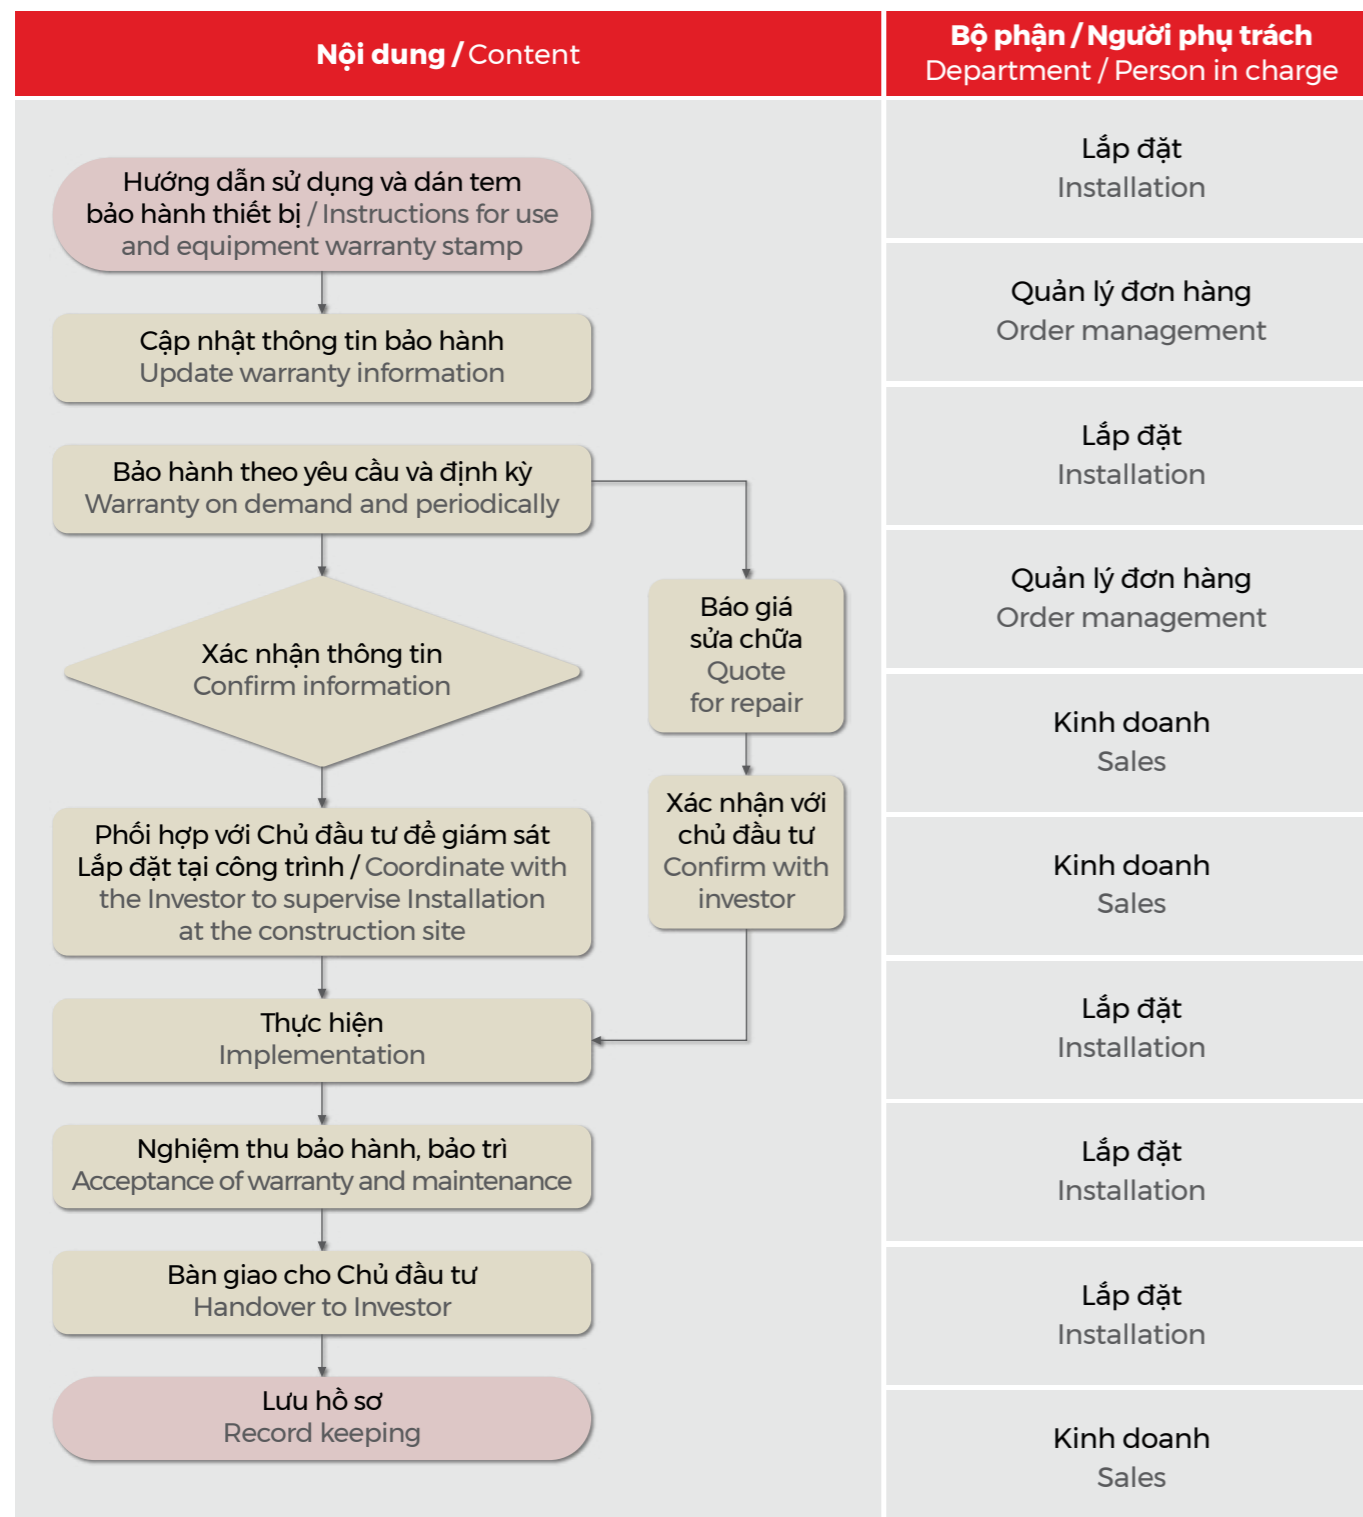 Nội dung / Content
Bộ phận / Người phụ trách
Department / Person in charge
Hướng dẫn sử dụng và dán tem
bảo hành thiết bị / Instructions for use
and equipment warranty stamp
Cập nhật thông tin bảo hành
Update warranty information
Bảo hành theo yêu cầu và định kỳ
Warranty on demand and periodically
Xác nhận thông tin
Confirm information
Báo giá
sửa chữa
Quote
for repair
Phối hợp với Chủ đầu tư để giám sát
Lắp đặt tại công trình / Coordinate with
the Investor to supervise Installation
at the construction site
Xác nhận với
chủ đầu tư
Confirm with
investor
Thực hiện
Implementation
Nghiệm thu bảo hành, bảo trì
Acceptance of warranty and maintenance
Bàn giao cho Chủ đầu tư
Handover to Investor
Lưu hồ sơ
Record keeping
Lắp đặt
Installation
Quản lý đơn hàng
Order management
Lắp đặt
Installation
Quản lý đơn hàng
Order management
Kinh doanh
Sales
Kinh doanh
Sales
Lắp đặt
Installation
Lắp đặt
Installation
Lắp đặt
Installation
Kinh doanh
Sales